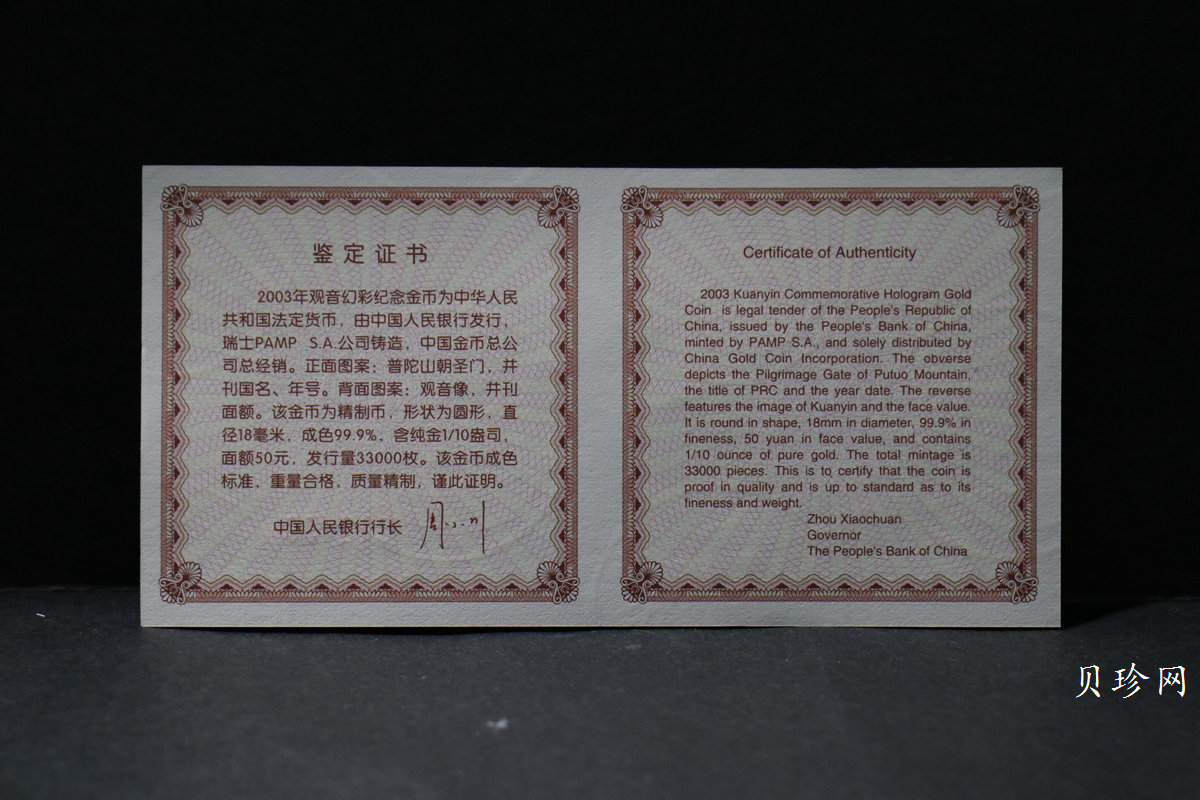 鉴定证书
2003年观音幻彩纪念金币为中华人民
共和国法定货币，由中国人民银行发行，
瑞士PAMP S.A.公司铸造，中国金币总公
司总经销。正面图案：普陀山朝圣门，并
刊国名、年号。背面图案：观音像，并刊
面额。该金币为精制币，形状为圆形，直
径18毫米，成色99.9%，含纯金1/10盎司，
面额50元，发行量33000枚。该金币成色
标准，重量合格，质量精制，谨此证明。
中国人民银行行长 周小川
Certificate of Authenticity
2003 Kuanyin Commemorative Hologram Gold
Coin is legal tender of the People's Republic of
China, issued by the People's Bank of China,
minted by PAMP S.A., and solely distributed by
China Gold Coin Incorporation. The obverse
depicts the Pilgrimage Gate of Putuo Mountain,
the title of PRC and the year date. The reverse
features the image of Kuanyin and the face value.
It is round in shape, 18mm in diameter, 99.9% in
fineness, 50 yuan in face value, and contains
1/10 ounce of pure gold. The total mintage is
33000 pieces. This is to certify that the coin is
proof in quality and is up to standard as to its
fineness and weight.
Zhou Xiaochuan
Governor
The People's Bank of China
贝珍网